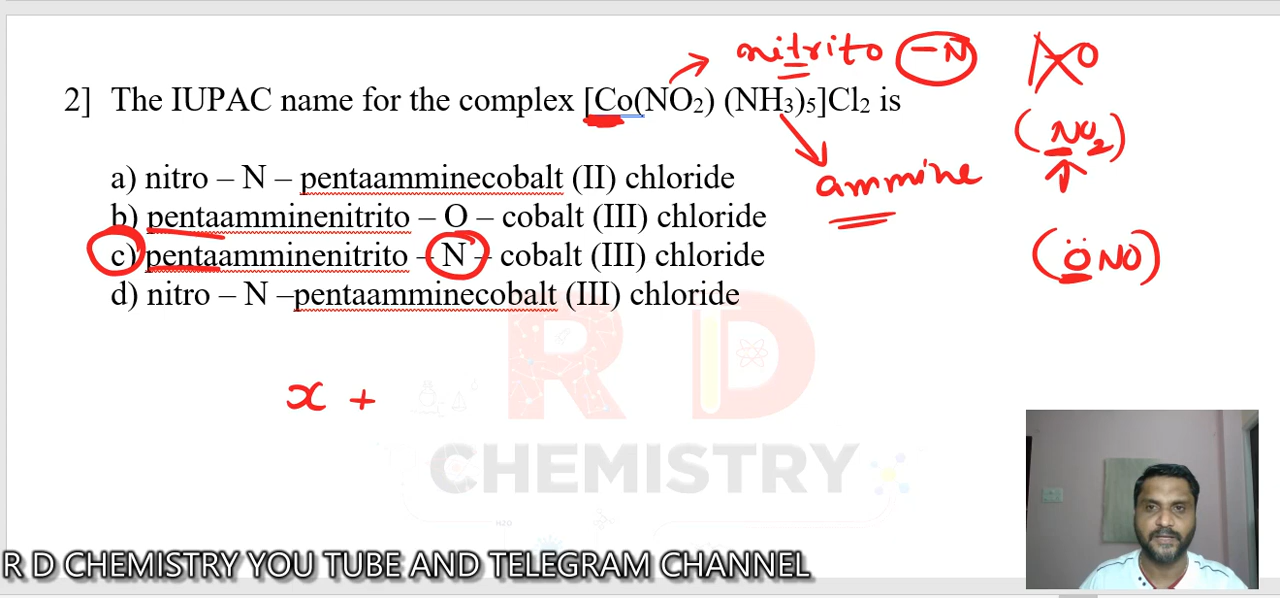 nitrito – N
O
2] The IUPAC name for the complex [Co(NO2) (NH3)5]Cl2 is
(NO2)
a) nitro – N – pentaamminecobalt (II) chloride
ammine
b) pentaamminenitrito – O – cobalt (III) chloride
c) pentaamminenitrito – N – cobalt (III) chloride
(ÖNO)
d) nitro – N –pentaamminecobalt (III) chloride
R D
x +
CHEMISTRY
H2O
R D CHEMISTRY YOU TUBE AND TELEGRAM CHANNEL